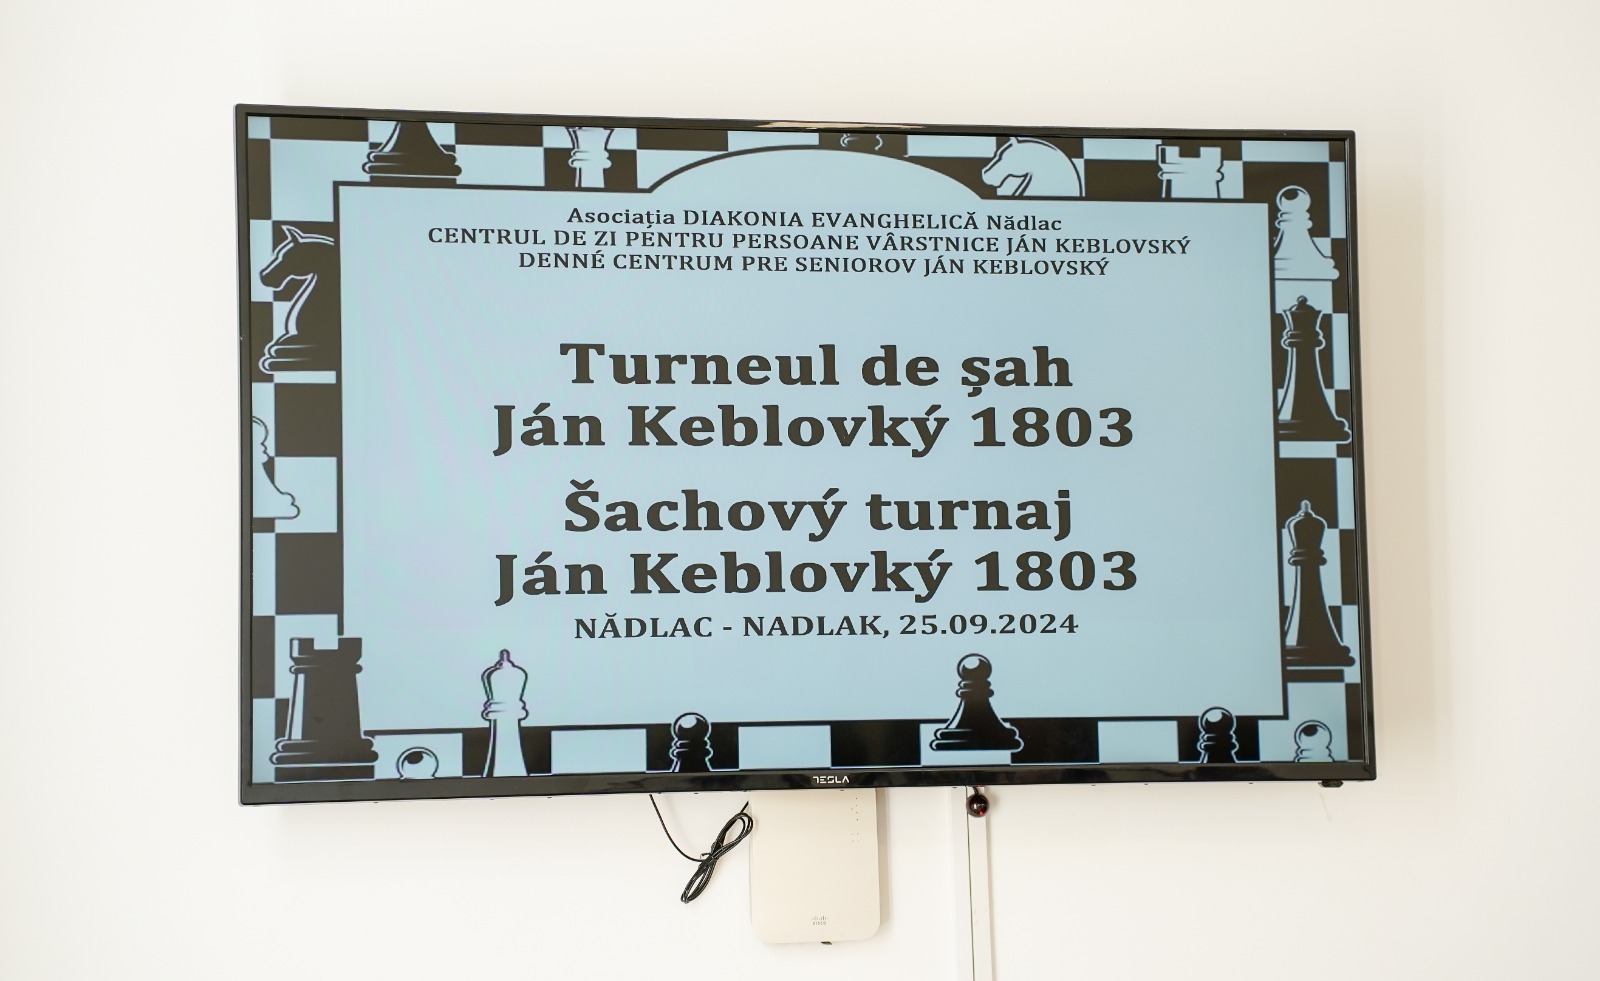 Asociația DIAKONIA EVANGHELICĂ Nădlac
CENTRUL DE ZI PENTRU PERSOANE VÂRSTNICE JÁN KEBLOVSKÝ
DENNÉ CENTRUM PRE SENIOROV JÁN KEBLOVSKÝ
Turneul de șah
Ján Keblovký 1803
Šachový turnaj
Ján Keblovký 1803
NĂDLAC - NADLAK, 25.09.2024
TESLA
CISCO